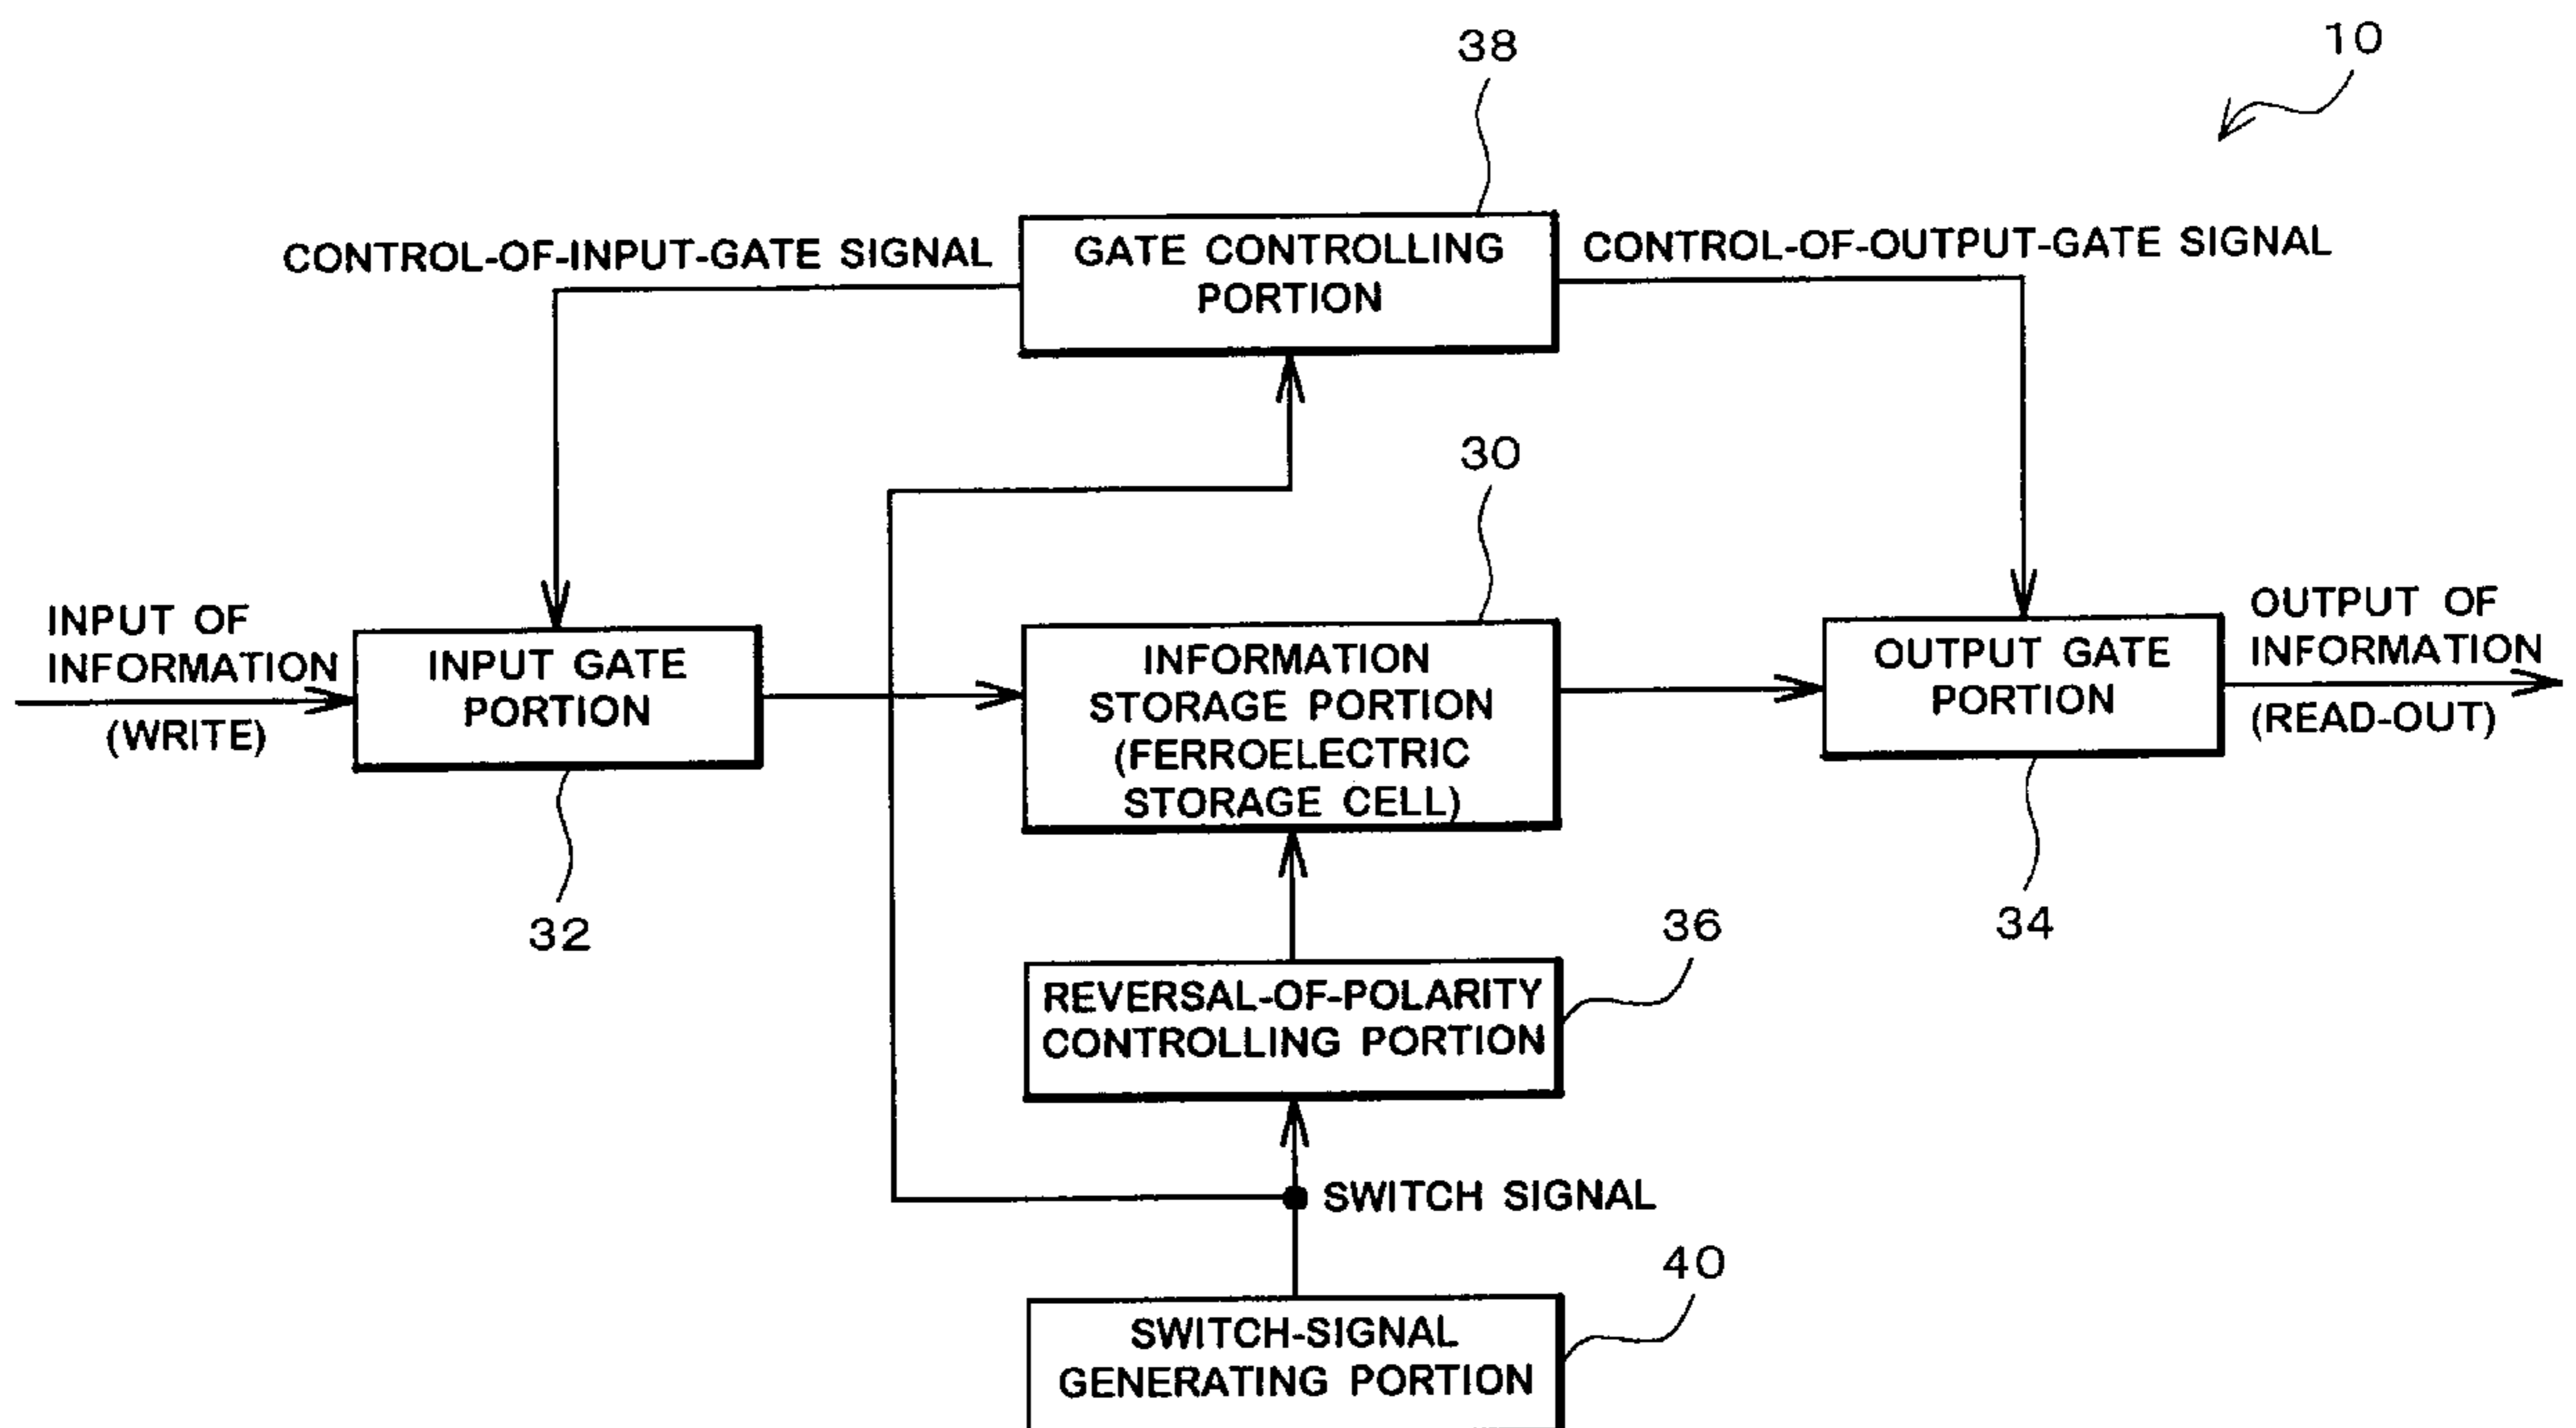 10
38
CONTROL-OF-INPUT-GATE SIGNAL
GATE CONTROLLING
PORTION
CONTROL-OF-OUTPUT-GATE SIGNAL
30
INPUT OF
INFORMATION
(WRITE)
INPUT GATE
PORTION
32
INFORMATION
STORAGE PORTION
(FERROELECTRIC
STORAGE CELL)
OUTPUT GATE
PORTION
34
OUTPUT OF
INFORMATION
(READ-OUT)
36
REVERSAL-OF-POLARITY
CONTROLLING PORTION
SWITCH SIGNAL
40
SWITCH-SIGNAL
GENERATING PORTION